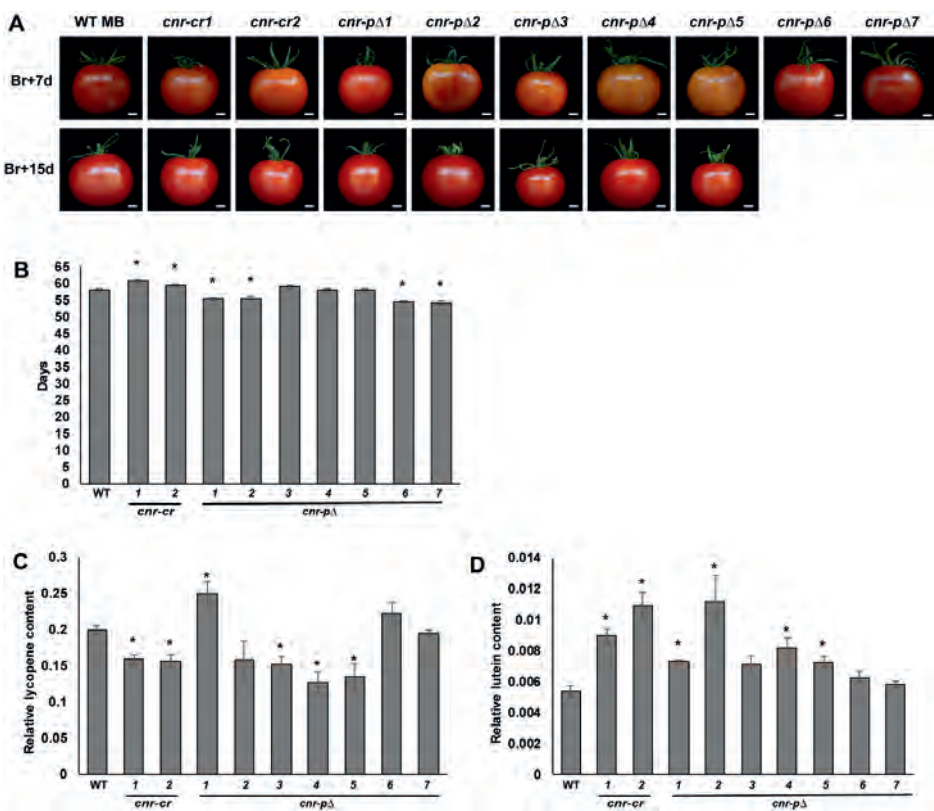 A WT MB cnr-cr1 cnr-cr2 cnr-pΔ1 cnr-pΔ2 cnr-pΔ3 cnr-pΔ4 cnr-pΔ5 cnr-pΔ6 cnr-pΔ7
Br+7d
Br+15d
B
65
60
55
50
45
40
35
30
25
20
15
10
5
0
Days
* * * * * *
WT 1 2 1 2 3 4 5 6 7
cnr-cr cnr-pΔ
C
0.3
0.25
0.2
0.15
0.1
0.05
0
Relative lycopene content
* * * * * *
WT 1 2 1 2 3 4 5 6 7
cnr-cr cnr-pΔ
D
0.014
0.012
0.01
0.008
0.006
0.004
0.002
0.000
Relative lutein content
* * * * * *
WT 1 2 1 2 3 4 5 6 7
cnr-cr cnr-pΔ